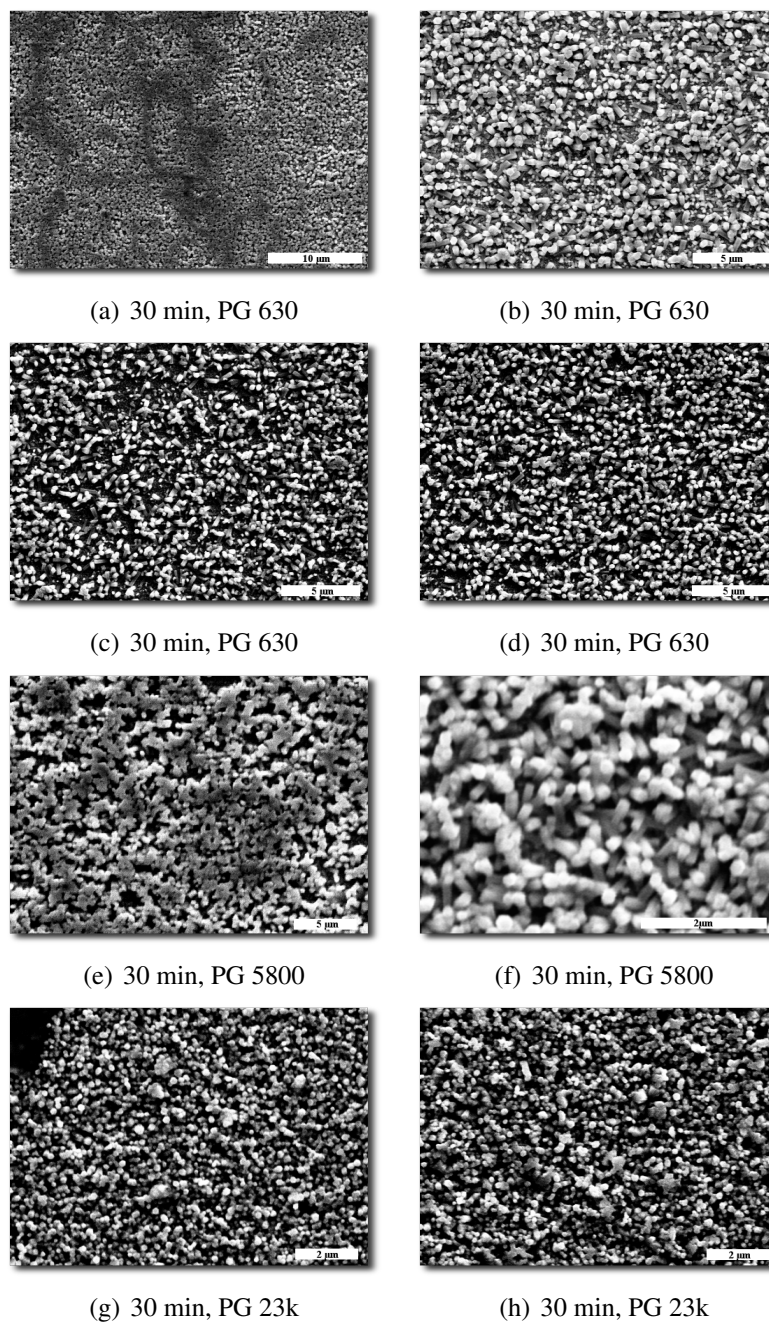 10 µm
5 µm
(a) 30 min, PG 630
(b) 30 min, PG 630
5 µm
5 µm
(c) 30 min, PG 630
(d) 30 min, PG 630
5 µm
2µm
(e) 30 min, PG 5800
(f) 30 min, PG 5800
2 µm
2 µm
(g) 30 min, PG 23k
(h) 30 min, PG 23k